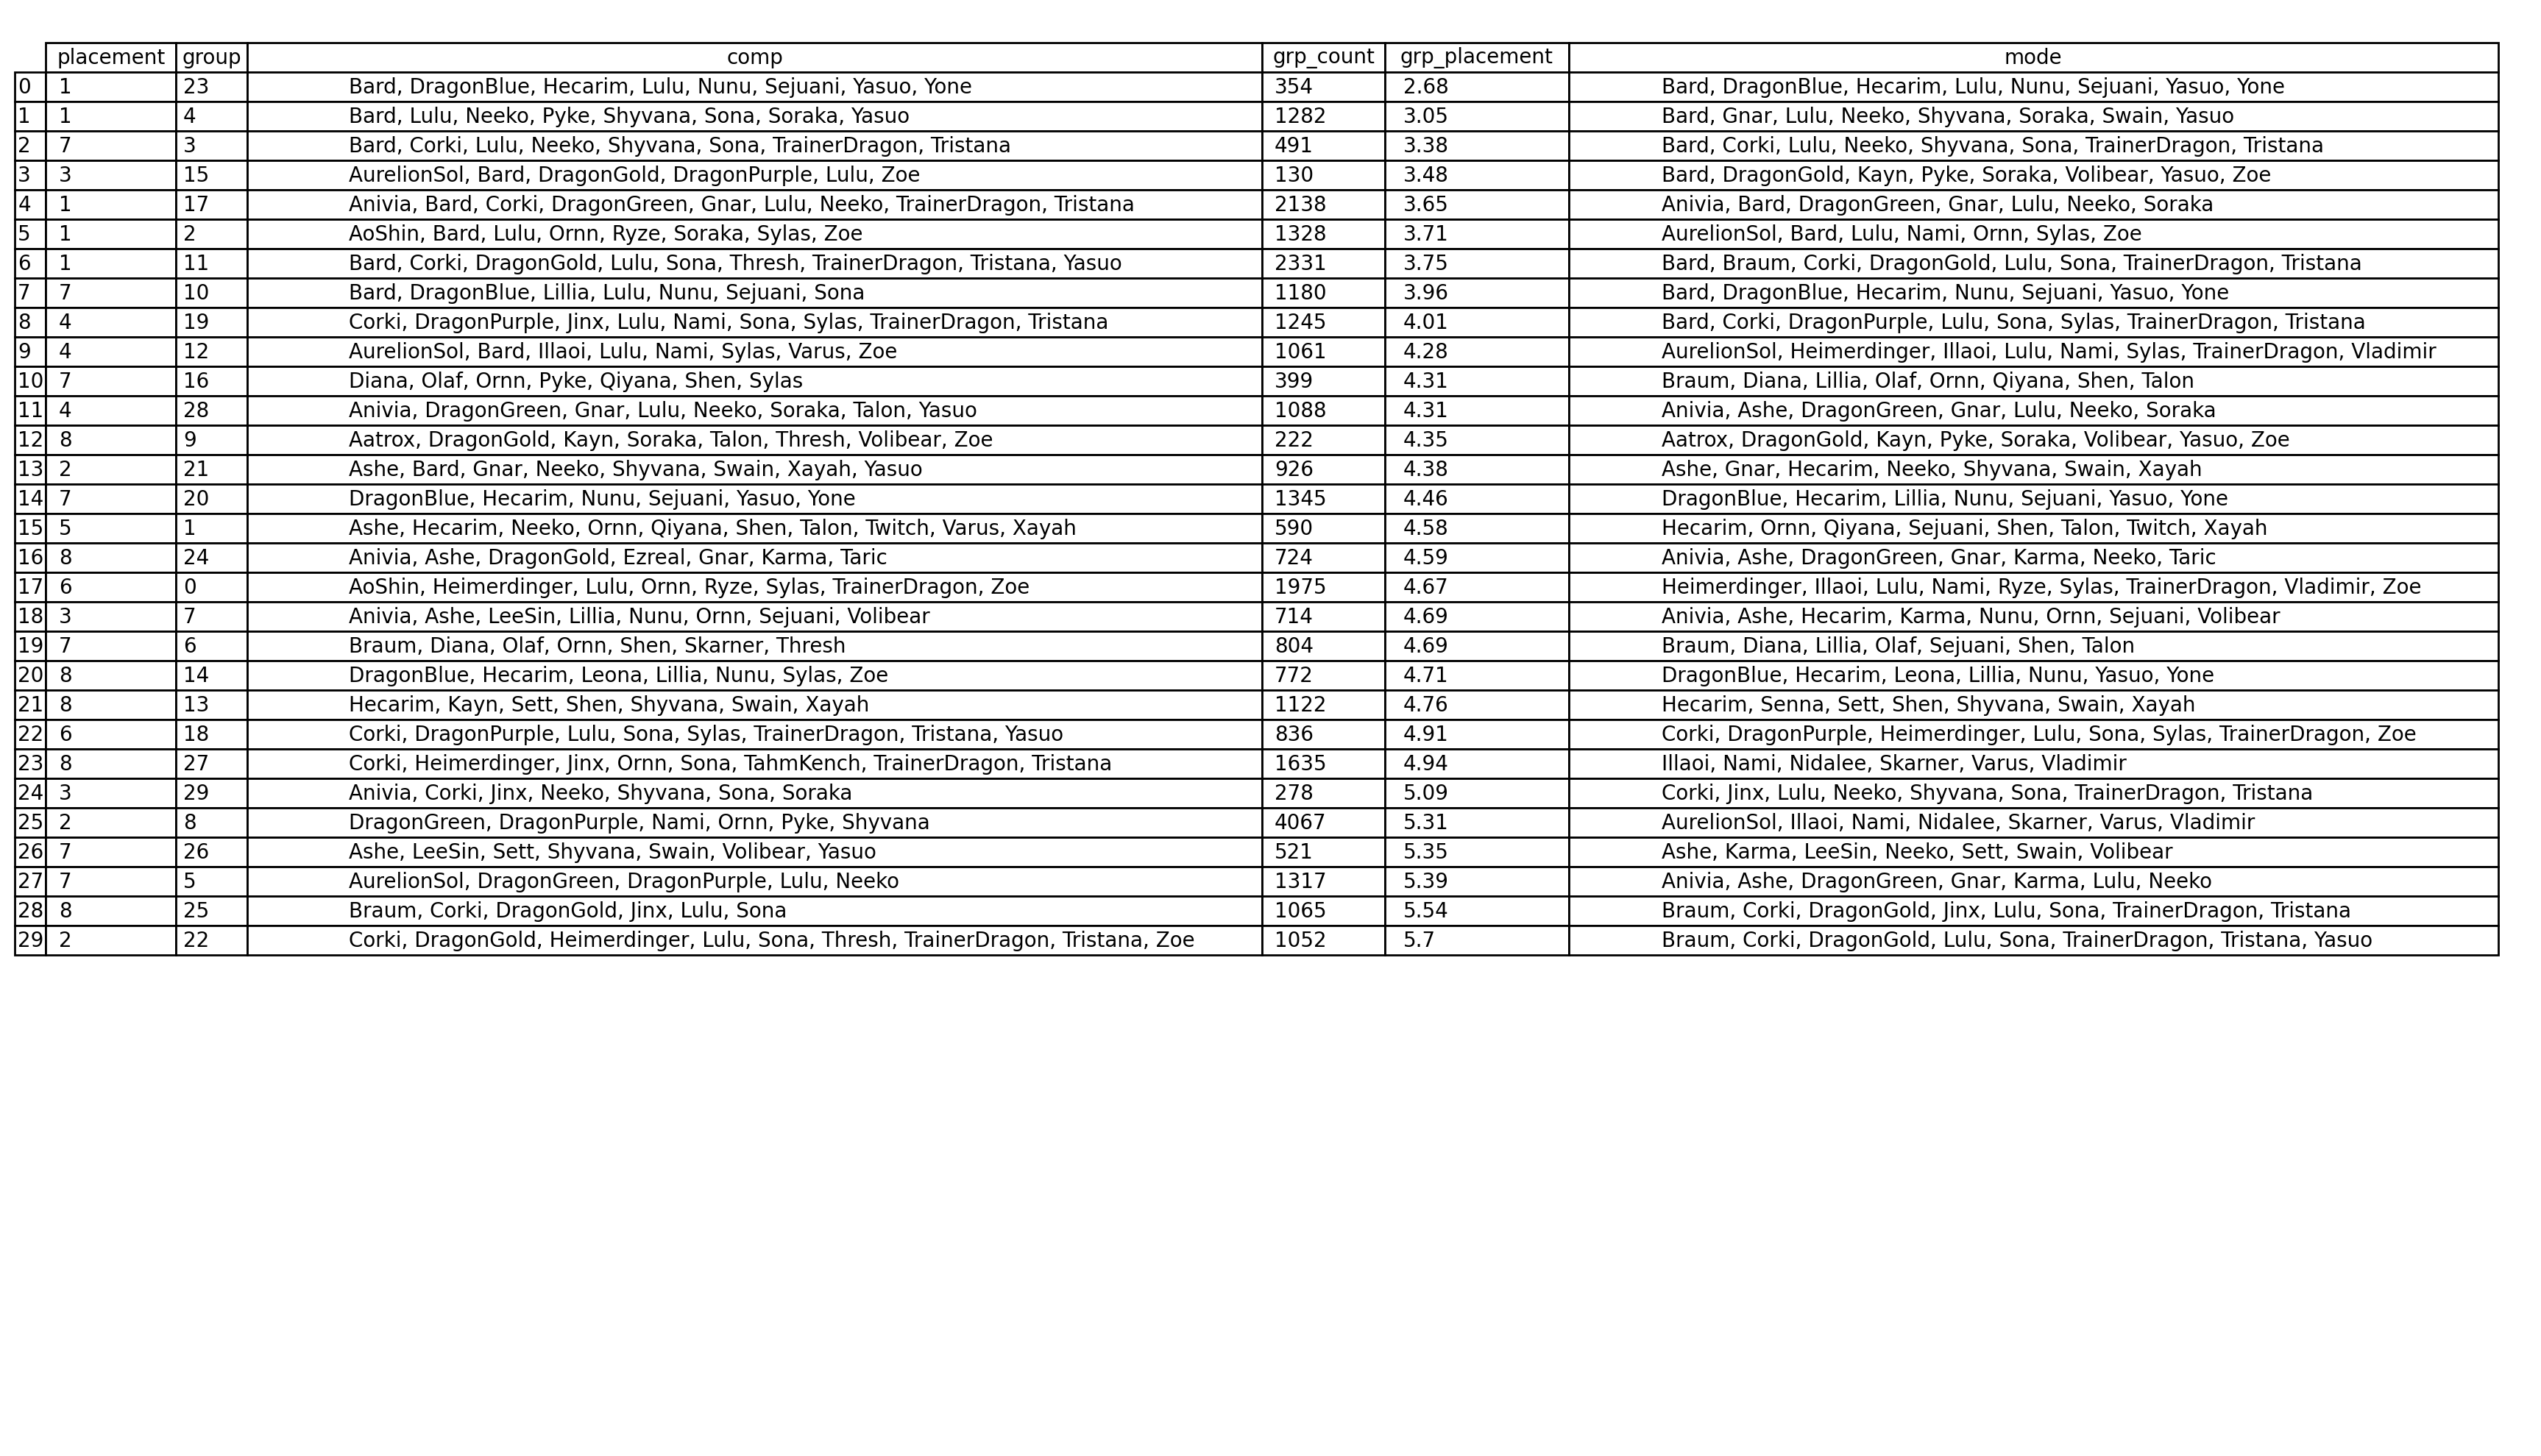 placement group comp grp_count grp_placement mode
0 1 23 Bard, DragonBlue, Hecarim, Lulu, Nunu, Sejuani, Yasuo, Yone 354 2.68 Bard, DragonBlue, Hecarim, Lulu, Nunu, Sejuani, Yasuo, Yone
1 1 4 Bard, Lulu, Neeko, Pyke, Shyvana, Sona, Soraka, Yasuo 1282 3.05 Bard, Gnar, Lulu, Neeko, Shyvana, Soraka, Swain, Yasuo
2 7 3 Bard, Corki, Lulu, Neeko, Shyvana, Sona, TrainerDragon, Tristana 491 3.38 Bard, Corki, Lulu, Neeko, Shyvana, Sona, TrainerDragon, Tristana
3 3 15 AurelionSol, Bard, DragonGold, DragonPurple, Lulu, Zoe 130 3.48 Bard, DragonGold, Kayn, Pyke, Soraka, Volibear, Yasuo, Zoe
4 1 17 Anivia, Bard, Corki, DragonGreen, Gnar, Lulu, Neeko, TrainerDragon, Tristana 2138 3.65 Anivia, Bard, DragonGreen, Gnar, Lulu, Neeko, Soraka
5 1 2 AoShin, Bard, Lulu, Ornn, Ryze, Soraka, Sylas, Zoe 1328 3.71 AurelionSol, Bard, Lulu, Nami, Ornn, Sylas, Zoe
6 1 11 Bard, Corki, DragonGold, Lulu, Sona, Thresh, TrainerDragon, Tristana, Yasuo 2331 3.75 Bard, Braum, Corki, DragonGold, Lulu, Sona, TrainerDragon, Tristana
7 7 10 Bard, DragonBlue, Lillia, Lulu, Nunu, Sejuani, Sona 1180 3.96 Bard, DragonBlue, Hecarim, Nunu, Sejuani, Yasuo, Yone
8 4 19 Corki, DragonPurple, Jinx, Lulu, Nami, Sona, Sylas, TrainerDragon, Tristana 1245 4.01 Bard, Corki, DragonPurple, Lulu, Sona, Sylas, TrainerDragon, Tristana
9 4 12 AurelionSol, Bard, Illaoi, Lulu, Nami, Sylas, Varus, Zoe 1061 4.28 AurelionSol, Heimerdinger, Illaoi, Lulu, Nami, Sylas, TrainerDragon, Vladimir
10 7 16 Diana, Olaf, Ornn, Pyke, Qiyana, Shen, Sylas 399 4.31 Braum, Diana, Lillia, Olaf, Ornn, Qiyana, Shen, Talon
11 4 28 Anivia, DragonGreen, Gnar, Lulu, Neeko, Soraka, Talon, Yasuo 1088 4.31 Anivia, Ashe, DragonGreen, Gnar, Lulu, Neeko, Soraka
12 8 9 Aatrox, DragonGold, Kayn, Soraka, Talon, Thresh, Volibear, Zoe 222 4.35 Aatrox, DragonGold, Kayn, Pyke, Soraka, Volibear, Yasuo, Zoe
13 2 21 Ashe, Bard, Gnar, Neeko, Shyvana, Swain, Xayah, Yasuo 926 4.38 Ashe, Gnar, Hecarim, Neeko, Shyvana, Swain, Xayah
14 7 20 DragonBlue, Hecarim, Nunu, Sejuani, Yasuo, Yone 1345 4.46 DragonBlue, Hecarim, Lillia, Nunu, Sejuani, Yasuo, Yone
15 5 1 Ashe, Hecarim, Neeko, Ornn, Qiyana, Shen, Talon, Twitch, Varus, Xayah 590 4.58 Hecarim, Ornn, Qiyana, Sejuani, Shen, Talon, Twitch, Xayah
16 8 24 Anivia, Ashe, DragonGold, Ezreal, Gnar, Karma, Taric 724 4.59 Anivia, Ashe, DragonGreen, Gnar, Karma, Neeko, Taric
17 6 0 AoShin, Heimerdinger, Lulu, Ornn, Ryze, Sylas, TrainerDragon, Zoe 1975 4.67 Heimerdinger, Illaoi, Lulu, Nami, Ryze, Sylas, TrainerDragon, Vladimir, Zoe
18 3 7 Anivia, Ashe, LeeSin, Lillia, Nunu, Ornn, Sejuani, Volibear 714 4.69 Anivia, Ashe, Hecarim, Karma, Nunu, Ornn, Sejuani, Volibear
19 7 6 Braum, Diana, Olaf, Ornn, Shen, Skarner, Thresh 804 4.69 Braum, Diana, Lillia, Olaf, Sejuani, Shen, Talon
20 8 14 DragonBlue, Hecarim, Leona, Lillia, Nunu, Sylas, Zoe 772 4.71 DragonBlue, Hecarim, Leona, Lillia, Nunu, Yasuo, Yone
21 8 13 Hecarim, Kayn, Sett, Shen, Shyvana, Swain, Xayah 1122 4.76 Hecarim, Senna, Sett, Shen, Shyvana, Swain, Xayah
22 6 18 Corki, DragonPurple, Lulu, Sona, Sylas, TrainerDragon, Tristana, Yasuo 836 4.91 Corki, DragonPurple, Heimerdinger, Lulu, Sona, Sylas, TrainerDragon, Zoe
23 8 27 Corki, Heimerdinger, Jinx, Ornn, Sona, TahmKench, TrainerDragon, Tristana 1635 4.94 Illaoi, Nami, Nidalee, Skarner, Varus, Vladimir
24 3 29 Anivia, Corki, Jinx, Neeko, Shyvana, Sona, Soraka 278 5.09 Corki, Jinx, Lulu, Neeko, Shyvana, Sona, TrainerDragon, Tristana
25 2 8 DragonGreen, DragonPurple, Nami, Ornn, Pyke, Shyvana 4067 5.31 AurelionSol, Illaoi, Nami, Nidalee, Skarner, Varus, Vladimir
26 7 26 Ashe, LeeSin, Sett, Shyvana, Swain, Volibear, Yasuo 521 5.35 Ashe, Karma, LeeSin, Neeko, Sett, Swain, Volibear
27 7 5 AurelionSol, DragonGreen, DragonPurple, Lulu, Neeko 1317 5.39 Anivia, Ashe, DragonGreen, Gnar, Karma, Lulu, Neeko
28 8 25 Braum, Corki, DragonGold, Jinx, Lulu, Sona 1065 5.54 Braum, Corki, DragonGold, Jinx, Lulu, Sona, TrainerDragon, Tristana
29 2 22 Corki, DragonGold, Heimerdinger, Lulu, Sona, Thresh, TrainerDragon, Tristana, Zoe 1052 5.7 Braum, Corki, DragonGold, Lulu, Sona, TrainerDragon, Tristana, Yasuo